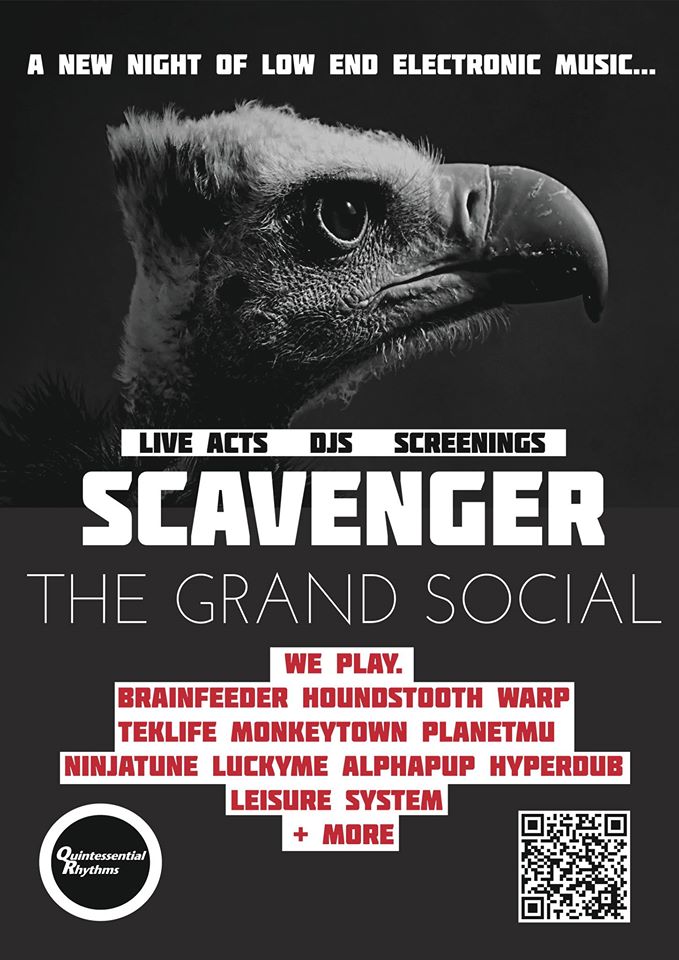 A NEW NIGHT OF LOW END ELECTRONIC MUSIC...
LIVE ACTS DJS SCREENINGS
SCAVENGER
THE GRAND SOCIAL
WE PLAY.
BRAINFEEDER HOUNDSTOOTH WARP
TEKLIFE MONKEYTOWN PLANETMU
NINJATUNE LUCKYME ALPHAPUP HYPERDUB
LEISURE SYSTEM
+ MORE
Quintessential
Rhythms